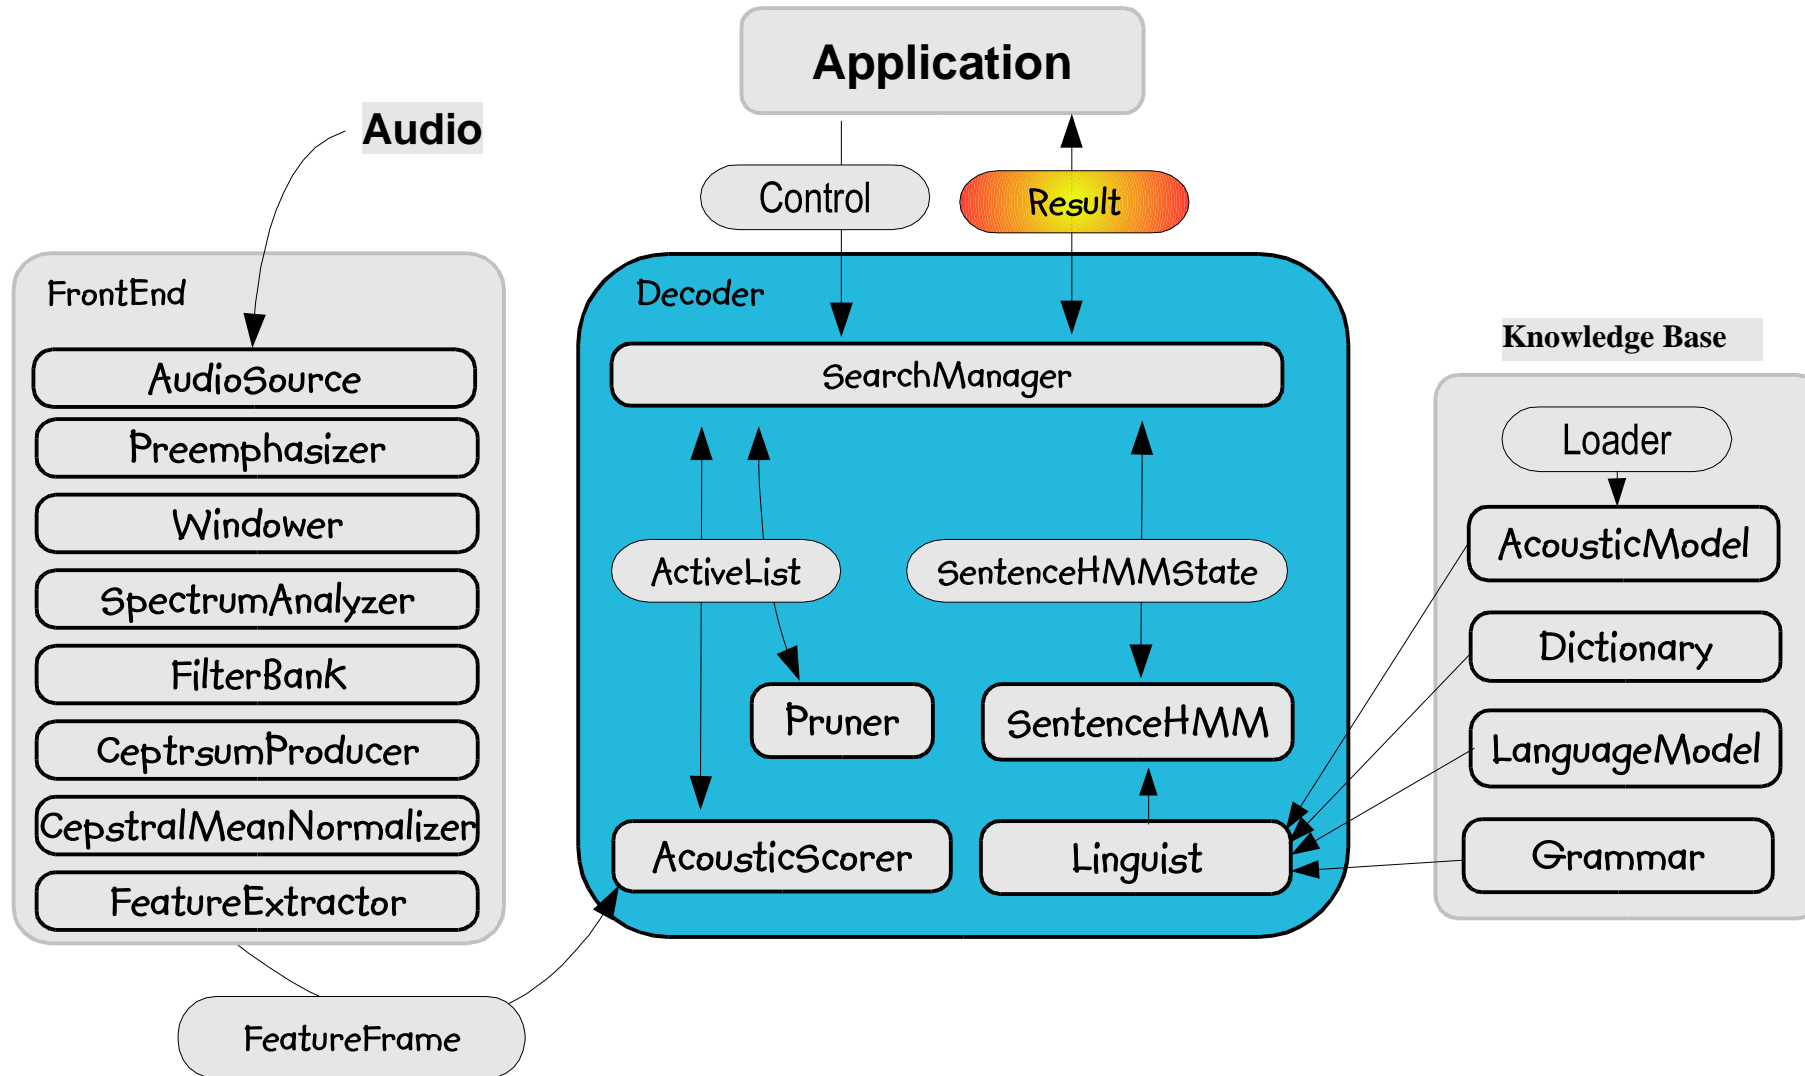 Application
Audio
Control
Result
FrontEnd
AudioSource
Preemphasizer
Windower
SpectrumAnalyzer
FilterBank
CeptrsumProducer
CepstralMeanNormalizer
FeatureExtractor
FeatureFrame
Decoder
SearchManager
ActiveList
SentenceHMMState
Pruner
SentenceHMM
AcousticScorer
Linguist
Knowledge Base
Loader
AcousticModel
Dictionary
LanguageModel
Grammar